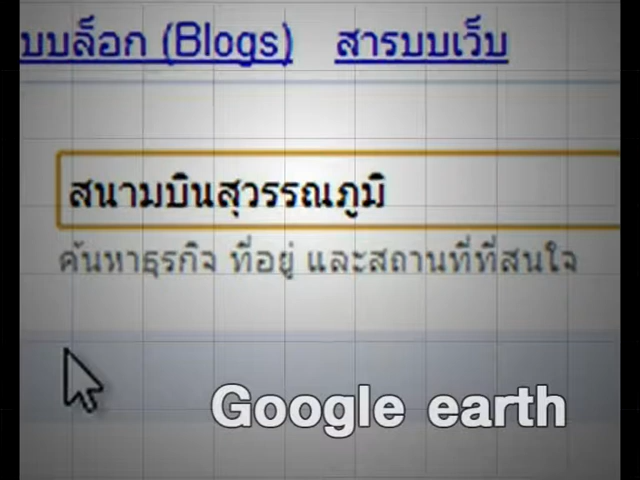 บบล็อก (Blogs) สารบบเว็บ
สนามบินสุวรรณภูมิ
ค้นหาธุรกิจ ที่อยู่ และสถานที่ที่สนใจ
Google earth